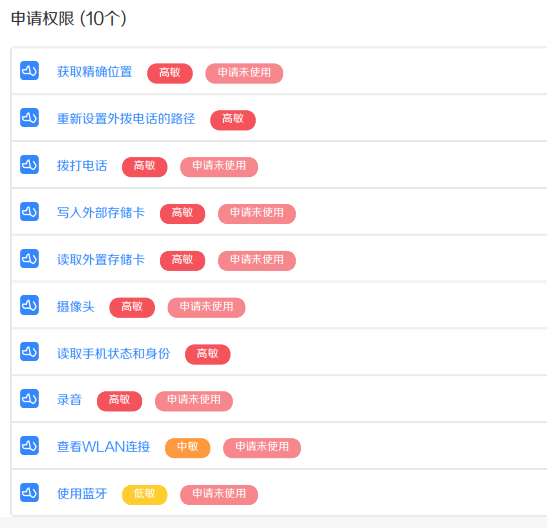 申请权限 (10个)
获取精确位置 高敏 申请未使用
重新设置外拨电话的路径 高敏
拨打电话 高敏 申请未使用
写入外部存储卡 高敏 申请未使用
读取外置存储卡 高敏 申请未使用
摄像头 高敏 申请未使用
读取手机状态和身份 高敏
录音 高敏 申请未使用
查看WLAN连接 中敏 申请未使用
使用蓝牙 低敏 申请未使用